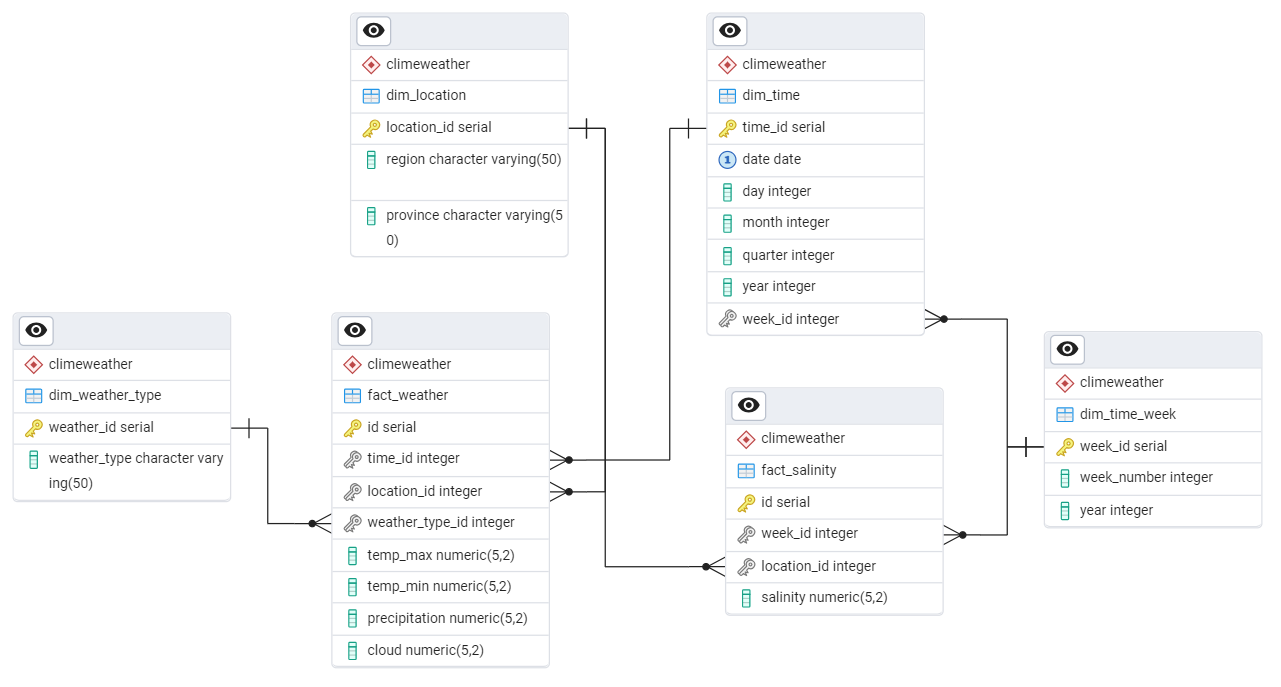 climeweather
dim_location
location_id serial
region character varying(50)
province character varying(5
0)
climeweather
dim_time
time_id serial
1
date date
day integer
month integer
quarter integer
year integer
week_id integer
climeweather
dim_weather_type
weather_id serial
weather_type character vary
ing(50)
climeweather
fact_weather
id serial
time_id integer
location_id integer
weather_type_id integer
temp_max numeric(5,2)
temp_min numeric(5,2)
precipitation numeric(5,2)
cloud numeric(5,2)
climeweather
fact_salinity
id serial
week_id integer
location_id integer
salinity numeric(5,2)
climeweather
dim_time_week
week_id serial
week_number integer
year integer